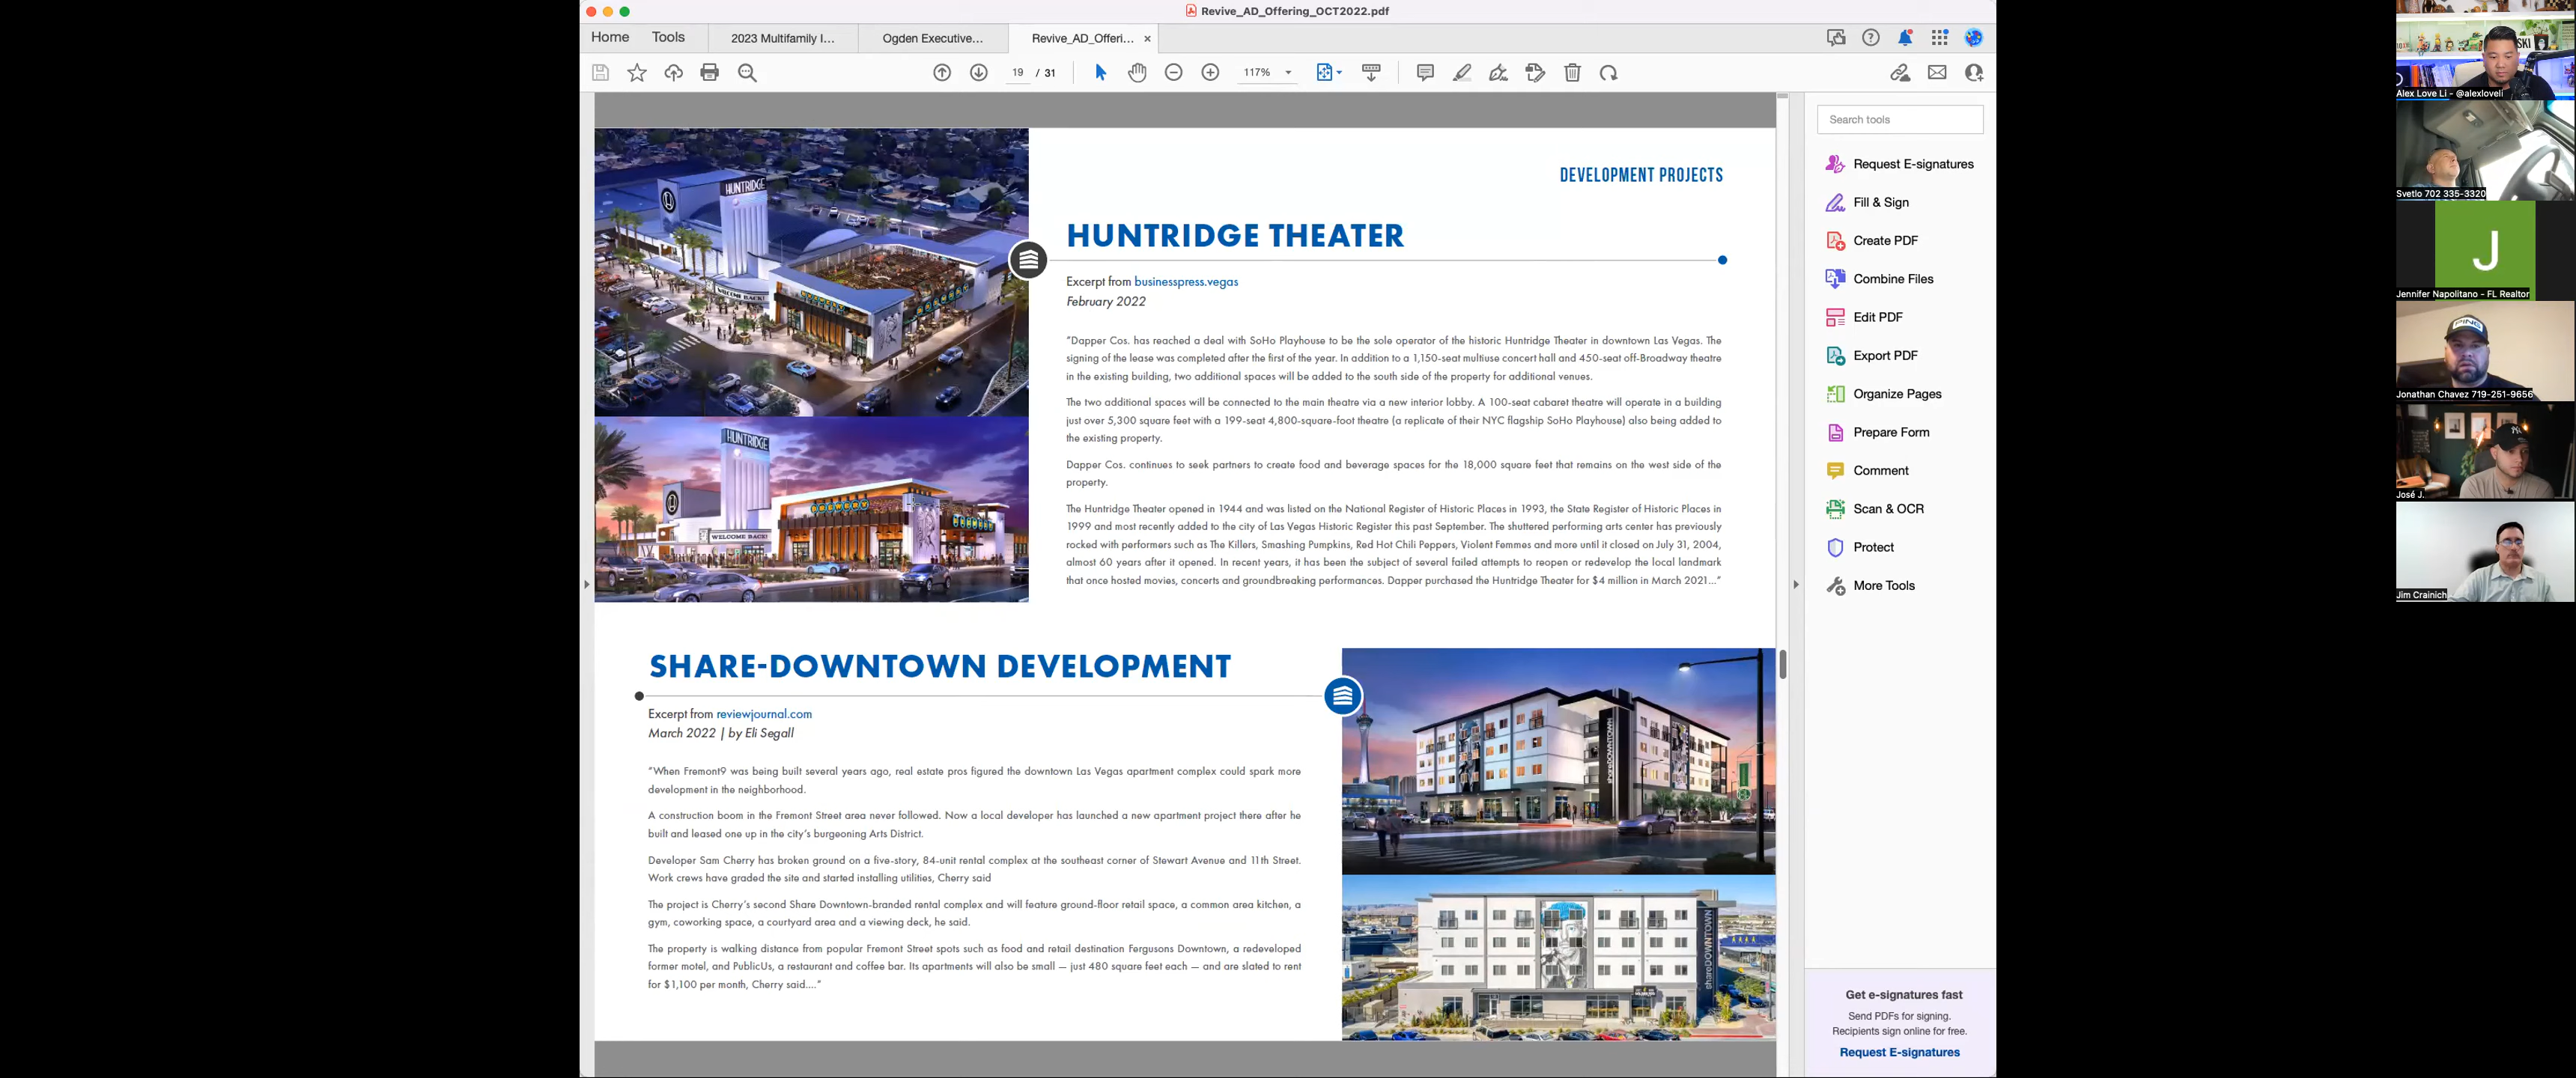 Revive_AD_Offering_OCT2022.pdf
Home
Tools
2023 Multifamily I...
Ogden Executive...
Revive_AD_Offeri...
19 / 31
117%
DEVELOPMENT PROJECTS
HUNTRIDGE THEATER
Excerpt from businesspress.vegas
February 2022
"Dapper Cos. has reached a deal with SoHo Playhouse to be the sole operator of the historic Huntridge Theater in downtown Las Vegas. The
signing of the lease was completed after the first of the year. In addition to a 1,150-seat multiuse concert hall and 450-seat off-Broadway theatre
in the existing building, two additional spaces will be added to the south side of the property for additional venues.
The two additional spaces will be connected to the main theatre via a new interior lobby. A 100-seat cabaret theatre will operate in a building
just over 5,300 square feet with a 199-seat 4,800-square-foot theatre (a replicate of their NYC flagship SoHo Playhouse) also being added to
the existing property.
Dapper Cos. continues to seek partners to create food and beverage spaces for the 18,000 square feet that remains on the west side of the
property.
The Huntridge Theater opened in 1944 and was listed on the National Register of Historic Places in 1993, the State Register of Historic Places in
1999 and most recently added to the city of Las Vegas Historic Register this past September. The shuttered performing arts center has previously
rocked with performers such as The Killers, Smashing Pumpkins, Red Hot Chili Peppers, Violent Femmes and more until it closed on July 31, 2004,
almost 60 years after it opened. In recent years, it has been the subject of several failed attempts to reopen or redevelop the local landmark
that once hosted movies, concerts and groundbreaking performances. Dapper purchased the Huntridge Theater for $4 million in March 2021..."
HUNTRIDGE
WELCOME BACK!
HUNTRIDGE
WELCOME BACK!
SHARE-DOWNTOWN DEVELOPMENT
Excerpt from reviewjournal.com
March 2022 | by Eli Segall
"When Fremont9 was being built several years ago, real estate pros figured the downtown Las Vegas apartment complex could spark more
development in the neighborhood.
A construction boom in the Fremont Street area never followed. Now a local developer has launched a new apartment project there after he
built and leased one up in the city's burgeoning Arts District.
Developer Sam Cherry has broken ground on a five-story, 84-unit rental complex at the southeast corner of Stewart Avenue and 11th Street.
Work crews have graded the site and started installing utilities, Cherry said
The project is Cherry's second Share Downtown-branded rental complex and will feature ground-floor retail space, a common area kitchen, a
gym, coworking space, a courtyard area and a viewing deck, he said.
The property is walking distance from popular Fremont Street spots such as food and retail destination Fergusons Downtown, a redeveloped
former motel, and PublicUs, a restaurant and coffee bar. Its apartments will also be small — just 480 square feet each — and are slated to rent
for $1,100 per month, Cherry said...."
shareDOWNTOWN
shareDOWNTOWN
Search tools
Request E-signatures
Fill & Sign
Create PDF
Combine Files
Edit PDF
Export PDF
Organize Pages
Prepare Form
Comment
Scan & OCR
Protect
More Tools
Get e-signatures fast
Send PDFs for signing.
Recipients sign online for free.
Request E-signatures
Alex Love Li - @alexloveli
Svetlo 702 335-3320
J
Jennifer Napolitano - FL Realtor
PING
Jonathan Chavez 719-251-9656
José J.
Jim Crainich